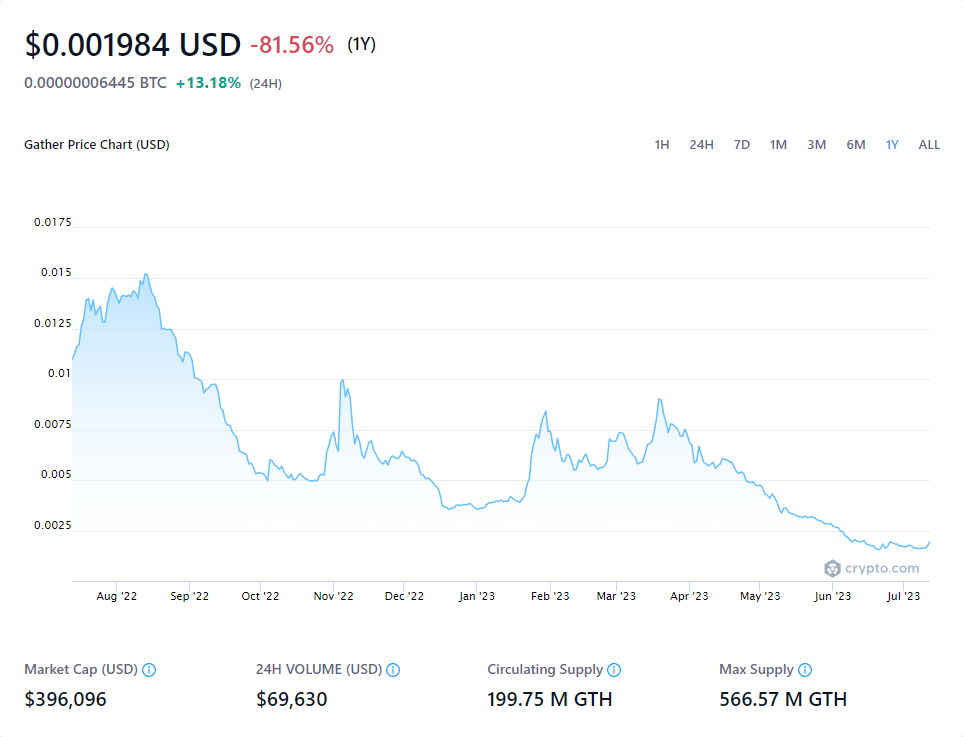 $0.001984 USD -81.56% (1Y)
0.00000006445 BTC +13.18% (24H)
Gather Price Chart (USD) 1H 24H 7D 1M 3M 6M 1Y ALL
0.0175
0.015
0.0125
0.01
0.0075
0.005
0.0025
crypto.com
Aug '22 Sep '22 Oct '22 Nov '22 Dec '22 Jan '23 Feb '23 Mar '23 Apr '23 May '23 Jun '23 Jul '23
Market Cap (USD) 24H VOLUME (USD) Circulating Supply Max Supply
$396,096 $69,630 199.75 M GTH 566.57 M GTH